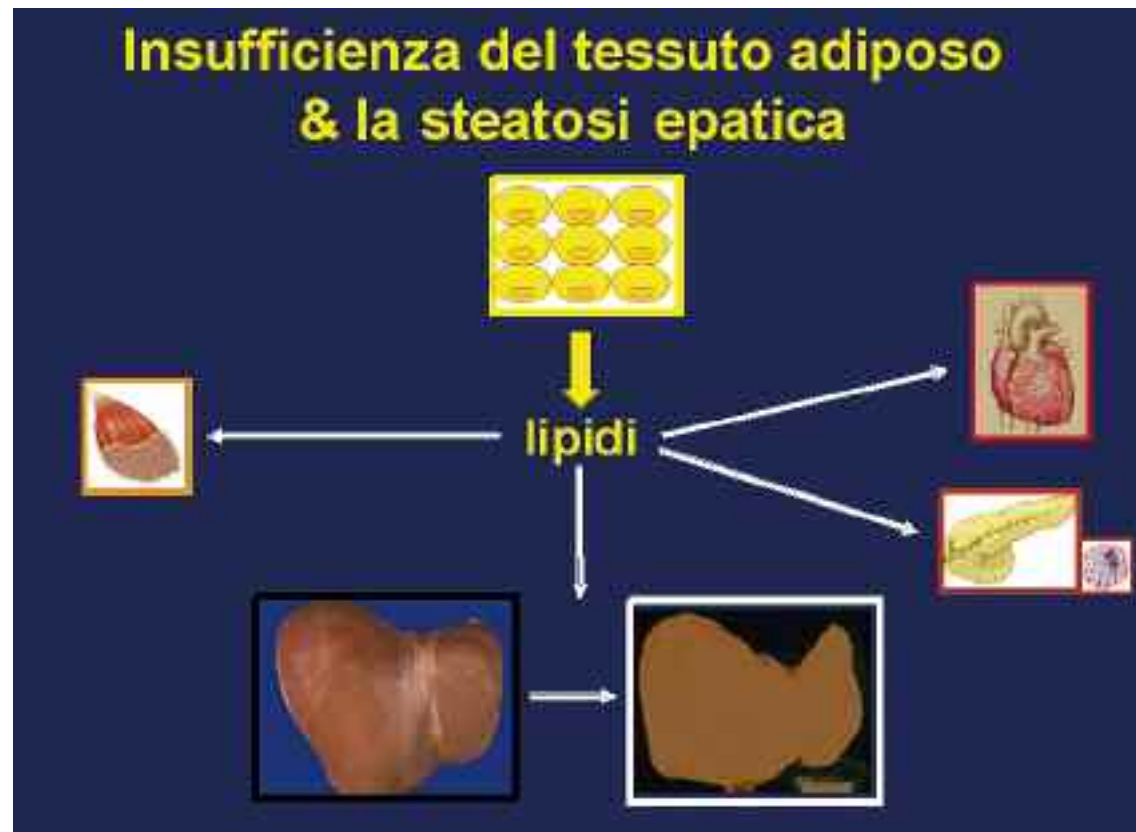 Insufficienza del tessuto adiposo
& la steatosi epatica
lipidi